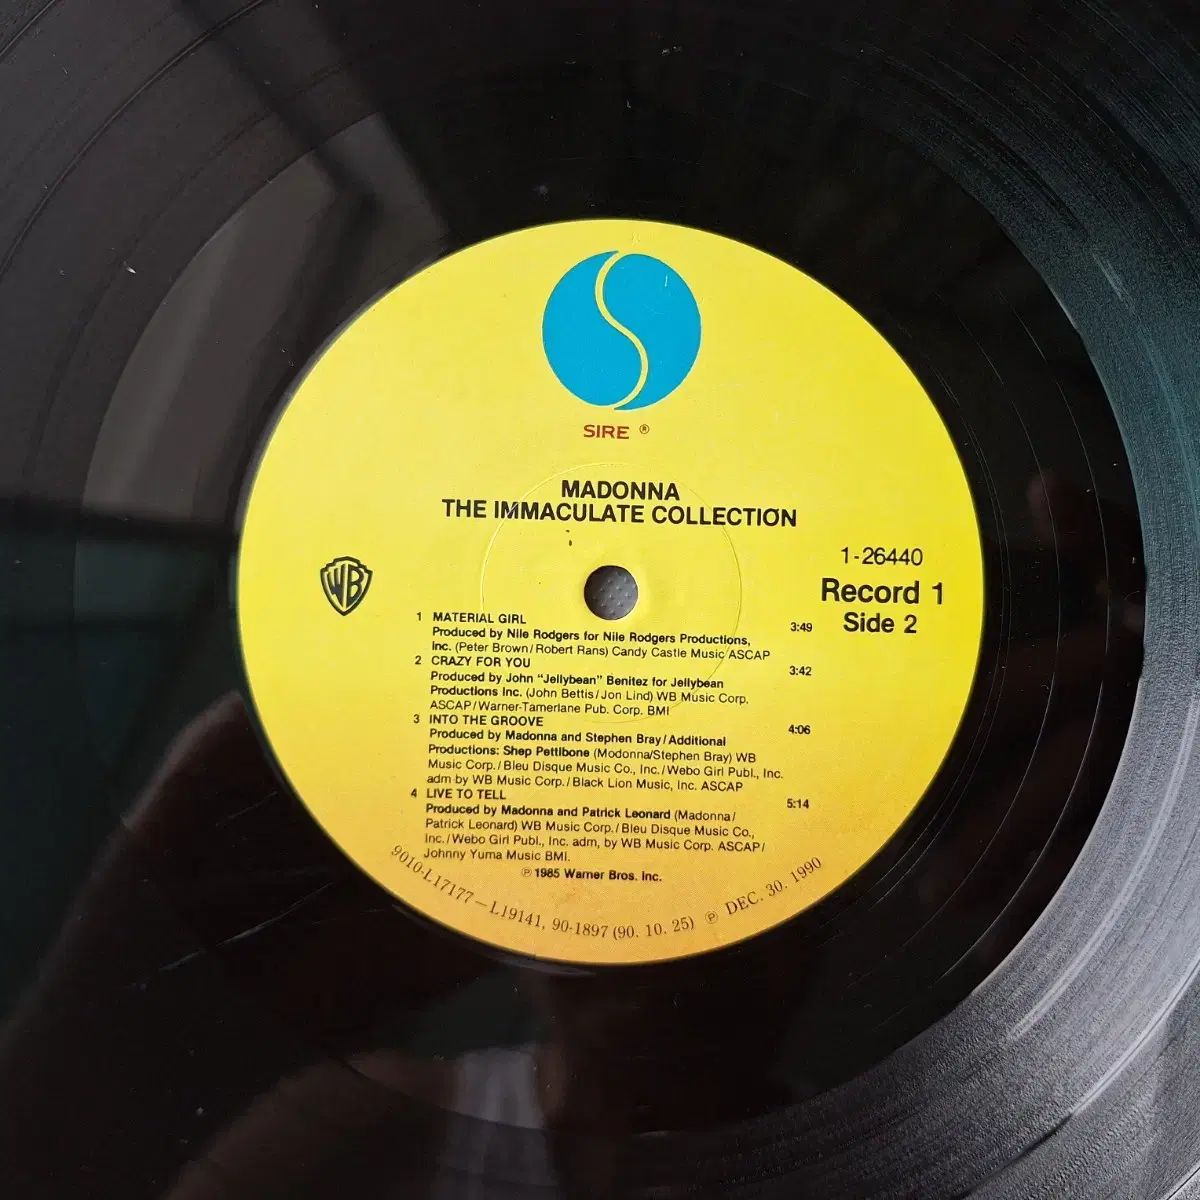 SIRE ®
MADONNA
THE IMMACULATE COLLECTION
WB
1-26440
Record 1
Side 2
1 MATERIAL GIRL 3:49
Produced by Nile Rodgers for Nile Rodgers Productions,
Inc. (Peter Brown/Robert Rans) Candy Castle Music ASCAP
2 CRAZY FOR YOU 3:42
Produced by John "Jellybean" Benitez for Jellybean
Productions Inc. (John Bettis/Jon Lind) WB Music Corp.
ASCAP/Warner-Tamerlane Pub. Corp. BMI
3 INTO THE GROOVE 4:06
Produced by Madonna and Stephen Bray/Additional
Productions: Shep Pettibone (Modonna/Stephen Bray) WB
Music Corp./Bleu Disque Music Co., Inc./Webo Girl Publ., Inc.
adm by WB Music Corp./Black Lion Music, Inc. ASCAP
4 LIVE TO TELL 5:14
Produced by Madonna and Patrick Leonard (Madonna/
Patrick Leonard) WB Music Corp./Bleu Disque Music Co.,
Inc./Webo Girl Publ., Inc. adm, by WB Music Corp. ASCAP/
Johnny Yuma Music BMI.
℗ 1985 Warner Bros. Inc.
9010-L17177-L19141, 90-1897 (90. 10. 25) ℗ DEC. 30. 1990